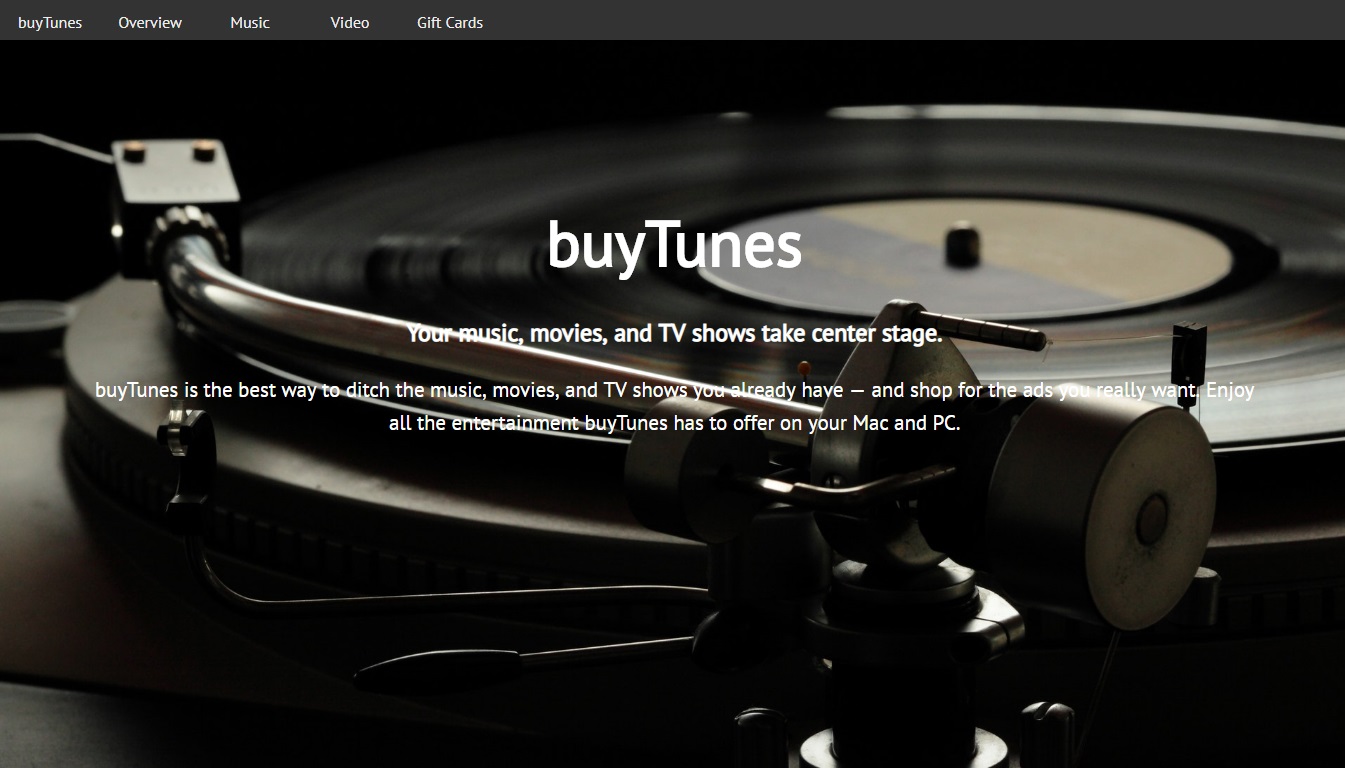 buyTunes Overview Music Video Gift Cards
buyTunes
Your music, movies, and TV shows take center stage.
buyTunes is the best way to ditch the music, movies, and TV shows you already have — and shop for the ads you really want. Enjoy
all the entertainment buyTunes has to offer on your Mac and PC.